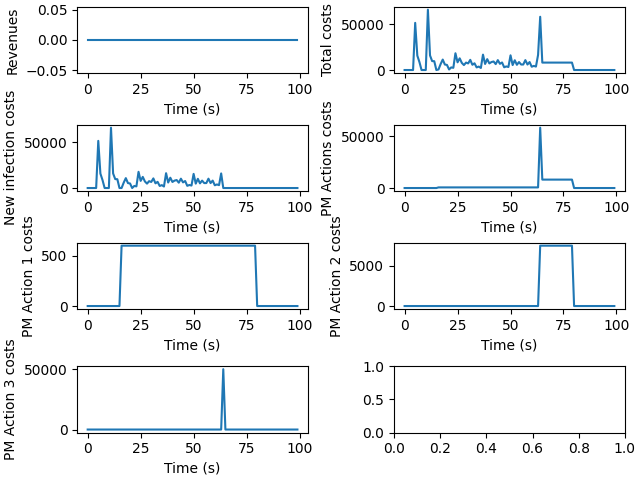 Revenues
0.05
0.00
−0.05
0 25 50 75 100
Time (s)
Total costs
50000
0
0 25 50 75 100
Time (s)
New infection costs
50000
0
0 25 50 75 100
Time (s)
PM Actions costs
50000
0
0 25 50 75 100
Time (s)
PM Action 1 costs
500
0
0 25 50 75 100
Time (s)
PM Action 2 costs
5000
0
0 25 50 75 100
Time (s)
PM Action 3 costs
50000
0
0 25 50 75 100
Time (s)
1.0
0.5
0.0
0.0 0.2 0.4 0.6 0.8 1.0